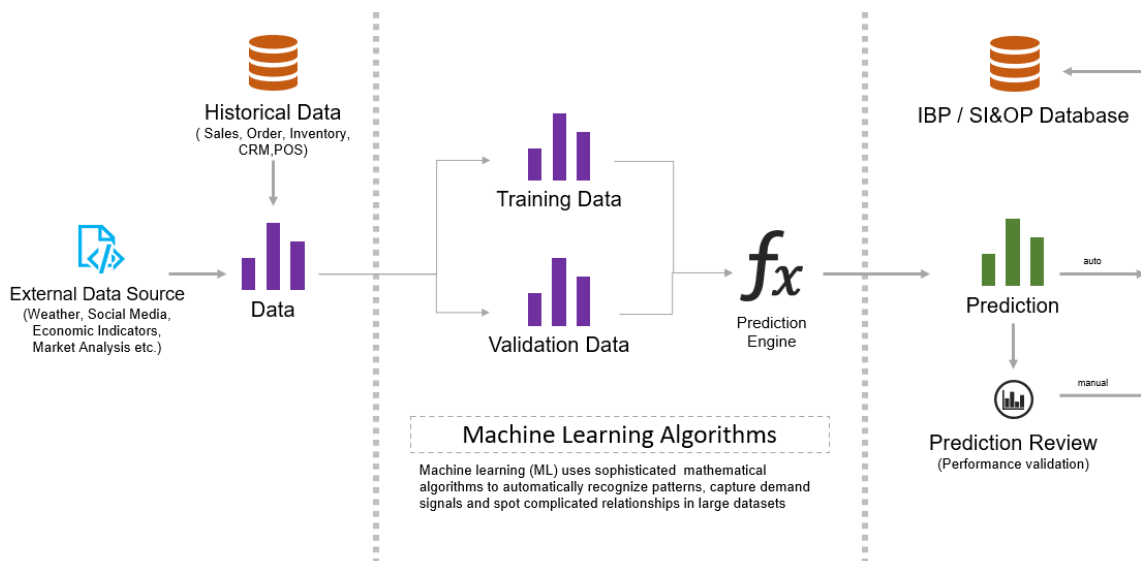 Historical Data
( Sales, Order, Inventory,
CRM,POS)
External Data Source
(Weather, Social Media,
Economic Indicators,
Market Analysis etc.)
Data
Training Data
Validation Data
fx
Prediction
Engine
Machine Learning Algorithms
Machine learning (ML) uses sophisticated mathematical
algorithms to automatically recognize patterns, capture demand
signals and spot complicated relationships in large datasets
IBP / SI&OP Database
Prediction
auto
manual
Prediction Review
(Performance validation)